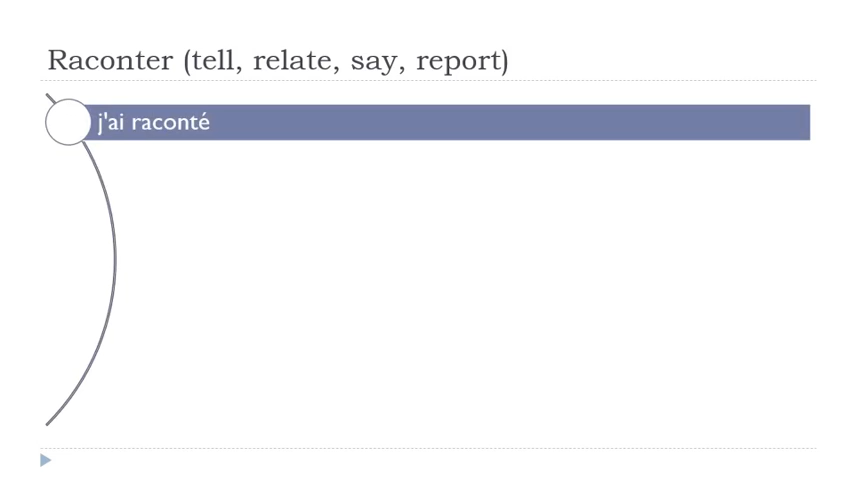 Raconter (tell, relate, say, report)
j'ai raconté